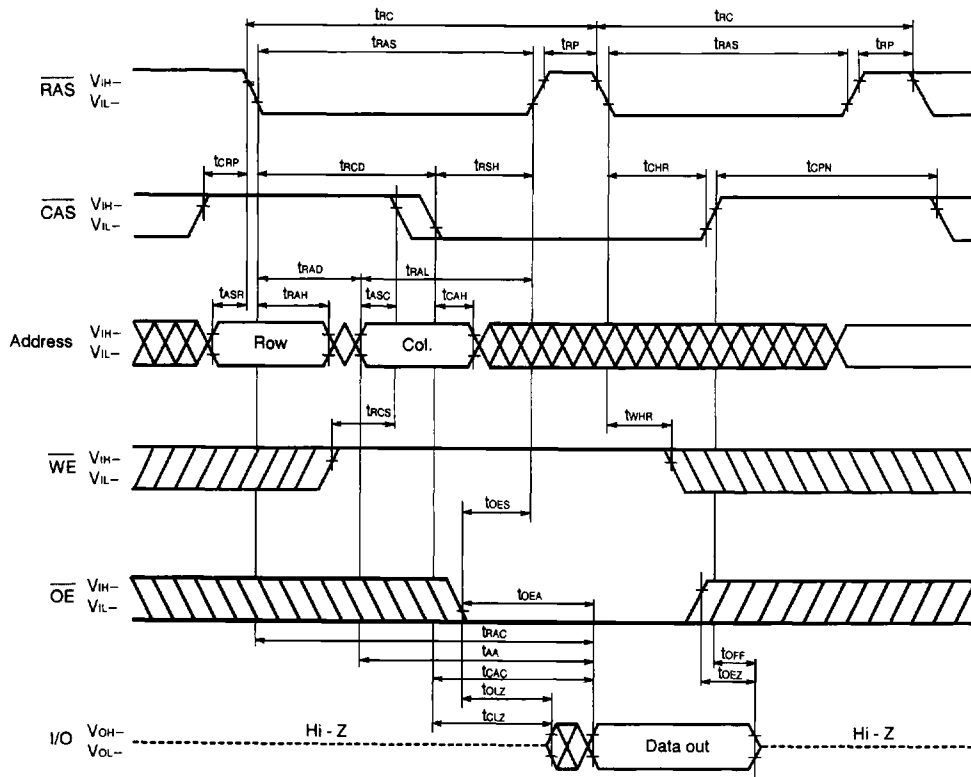 tRC tRC
tRAS tRP tRAS tRP
RAS VIH–
VIL–
tCRP tRCD tRSH tCHR tCPN
CAS VIH–
VIL–
tRAD tRAL
tASR tRAH tASC tCAH
Address VIH–
VIL–
Row Col.
tRCS tWHR
WE VIH–
VIL–
tOES
OE VIH–
VIL–
tOEA
tRAC
tAA tOFF
tCAC tOEZ
tOLZ
tCLZ
I/O VOH–
VOL–
Hi - Z Data out Hi - Z